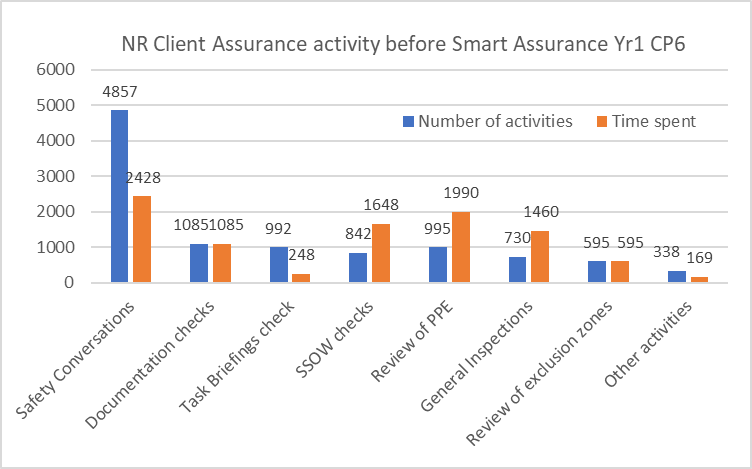 NR Client Assurance activity before Smart Assurance Yr1 CP6
6000
5000
4000
3000
2000
1000
0
Number of activities
Time spent
4857
2428
1085
1085
992
248
842
1648
995
1990
730
1460
595
595
338
169
Safety Conversations
Documentation checks
Task Briefings check
SSOW checks
Review of PPE
General Inspections
Review of exclusion zones
Other activities